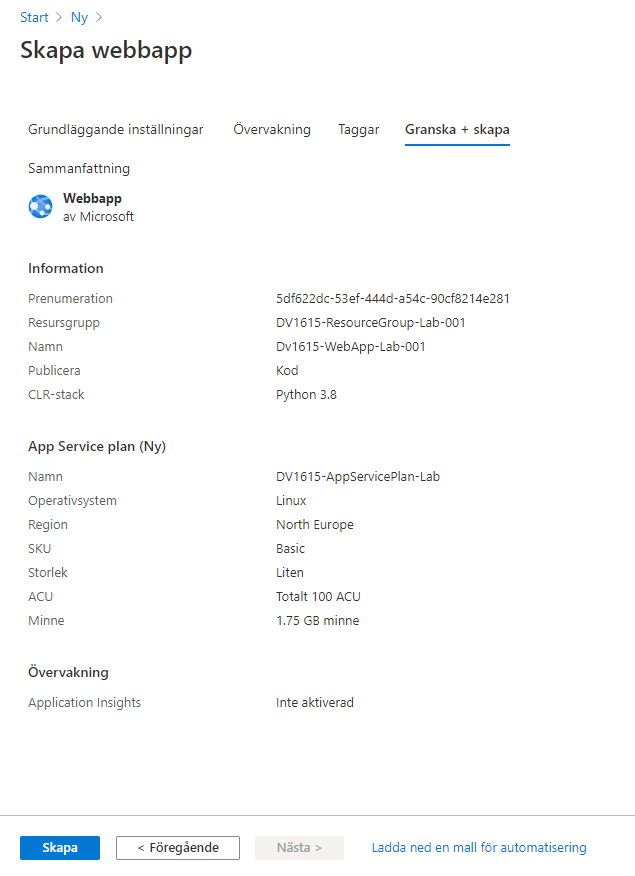 Start > Ny >
Skapa webbapp
Grundläggande inställningar Övervakning Taggar Granska + skapa
Sammanfattning
Webbapp
av Microsoft
Information
Prenumeration 5df622dc-53ef-444d-a54c-90cf8214e281
Resursgrupp DV1615-ResourceGroup-Lab-001
Namn Dv1615-WebApp-Lab-001
Publicera Kod
CLR-stack Python 3.8
App Service plan (Ny)
Namn DV1615-AppServicePlan-Lab
Operativsystem Linux
Region North Europe
SKU Basic
Storlek Liten
ACU Totalt 100 ACU
Minne 1.75 GB minne
Övervakning
Application Insights Inte aktiverad
Skapa < Föregående Nästa > Ladda ned en mall för automatisering